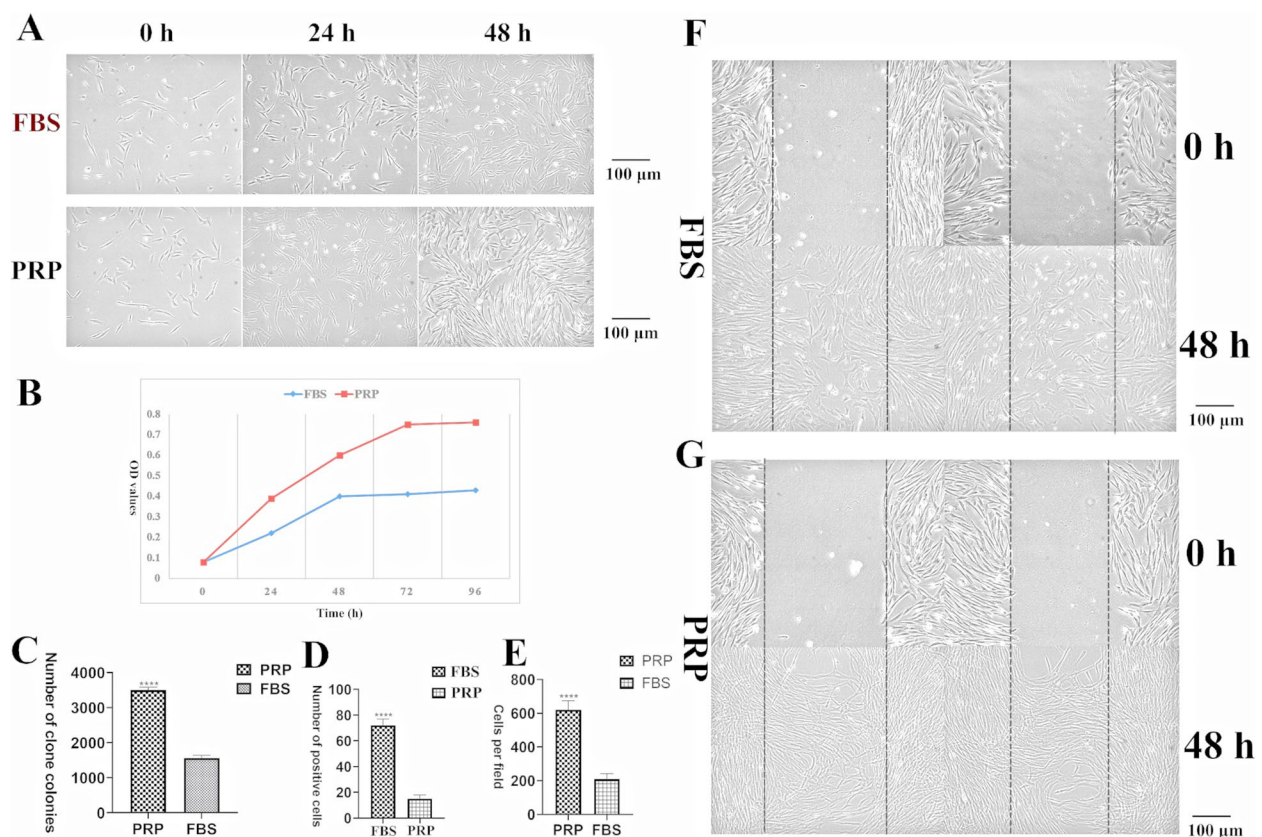 A
0 h 24 h 48 h
FBS
100 µm
PRP
100 µm
B
FBS PRP
0.8
0.7
0.6
0.5
0.4
0.3
0.2
0.1
0
OD values
0 24 48 72 96
Time (h)
C
Number of clone colonies
4000
3000
2000
1000
0
****
PRP FBS
PRP
FBS
D
Number of positive cells
100
80
60
40
20
0
****
FBS PRP
FBS
PRP
E
Cells per field
800
600
400
200
0
****
PRP FBS
PRP
FBS
F
FBS
0 h
48 h
100 µm
G
PRP
0 h
48 h
100 µm